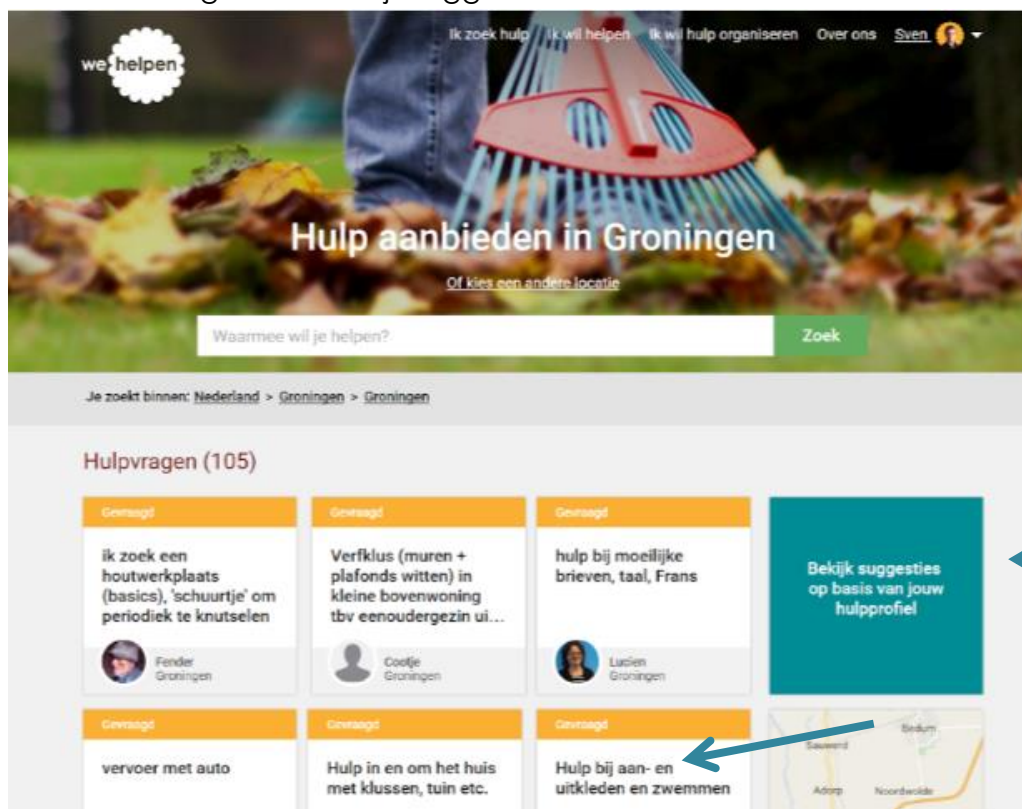 we helpen
Ik zoek hulp Ik wil helpen Ik wil hulp organiseren Over ons Sven
Hulp aanbieden in Groningen
Of kies een andere locatie
Waarmee wil je helpen?
Zoek
Je zoekt binnen: Nederland > Groningen > Groningen
Hulpvragen (105)
Gevraagd
ik zoek een
houtwerkplaats
(basics), 'schuurtje' om
periodiek te knutselen
Fender
Groningen
Gevraagd
Verfklus (muren +
plafonds witten) in
kleine bovenwoning
tbv eenoudergezin ui...
Cootje
Groningen
Gevraagd
hulp bij moeilijke
brieven, taal, Frans
Lucien
Groningen
Bekijk suggesties
op basis van jouw
hulpprofiel
Gevraagd
vervoer met auto
Gevraagd
Hulp in en om het huis
met klussen, tuin etc.
Gevraagd
Hulp bij aan- en
uitkleden en zwemmen
Bedum
Sauwerd
Adorp Noordwolde